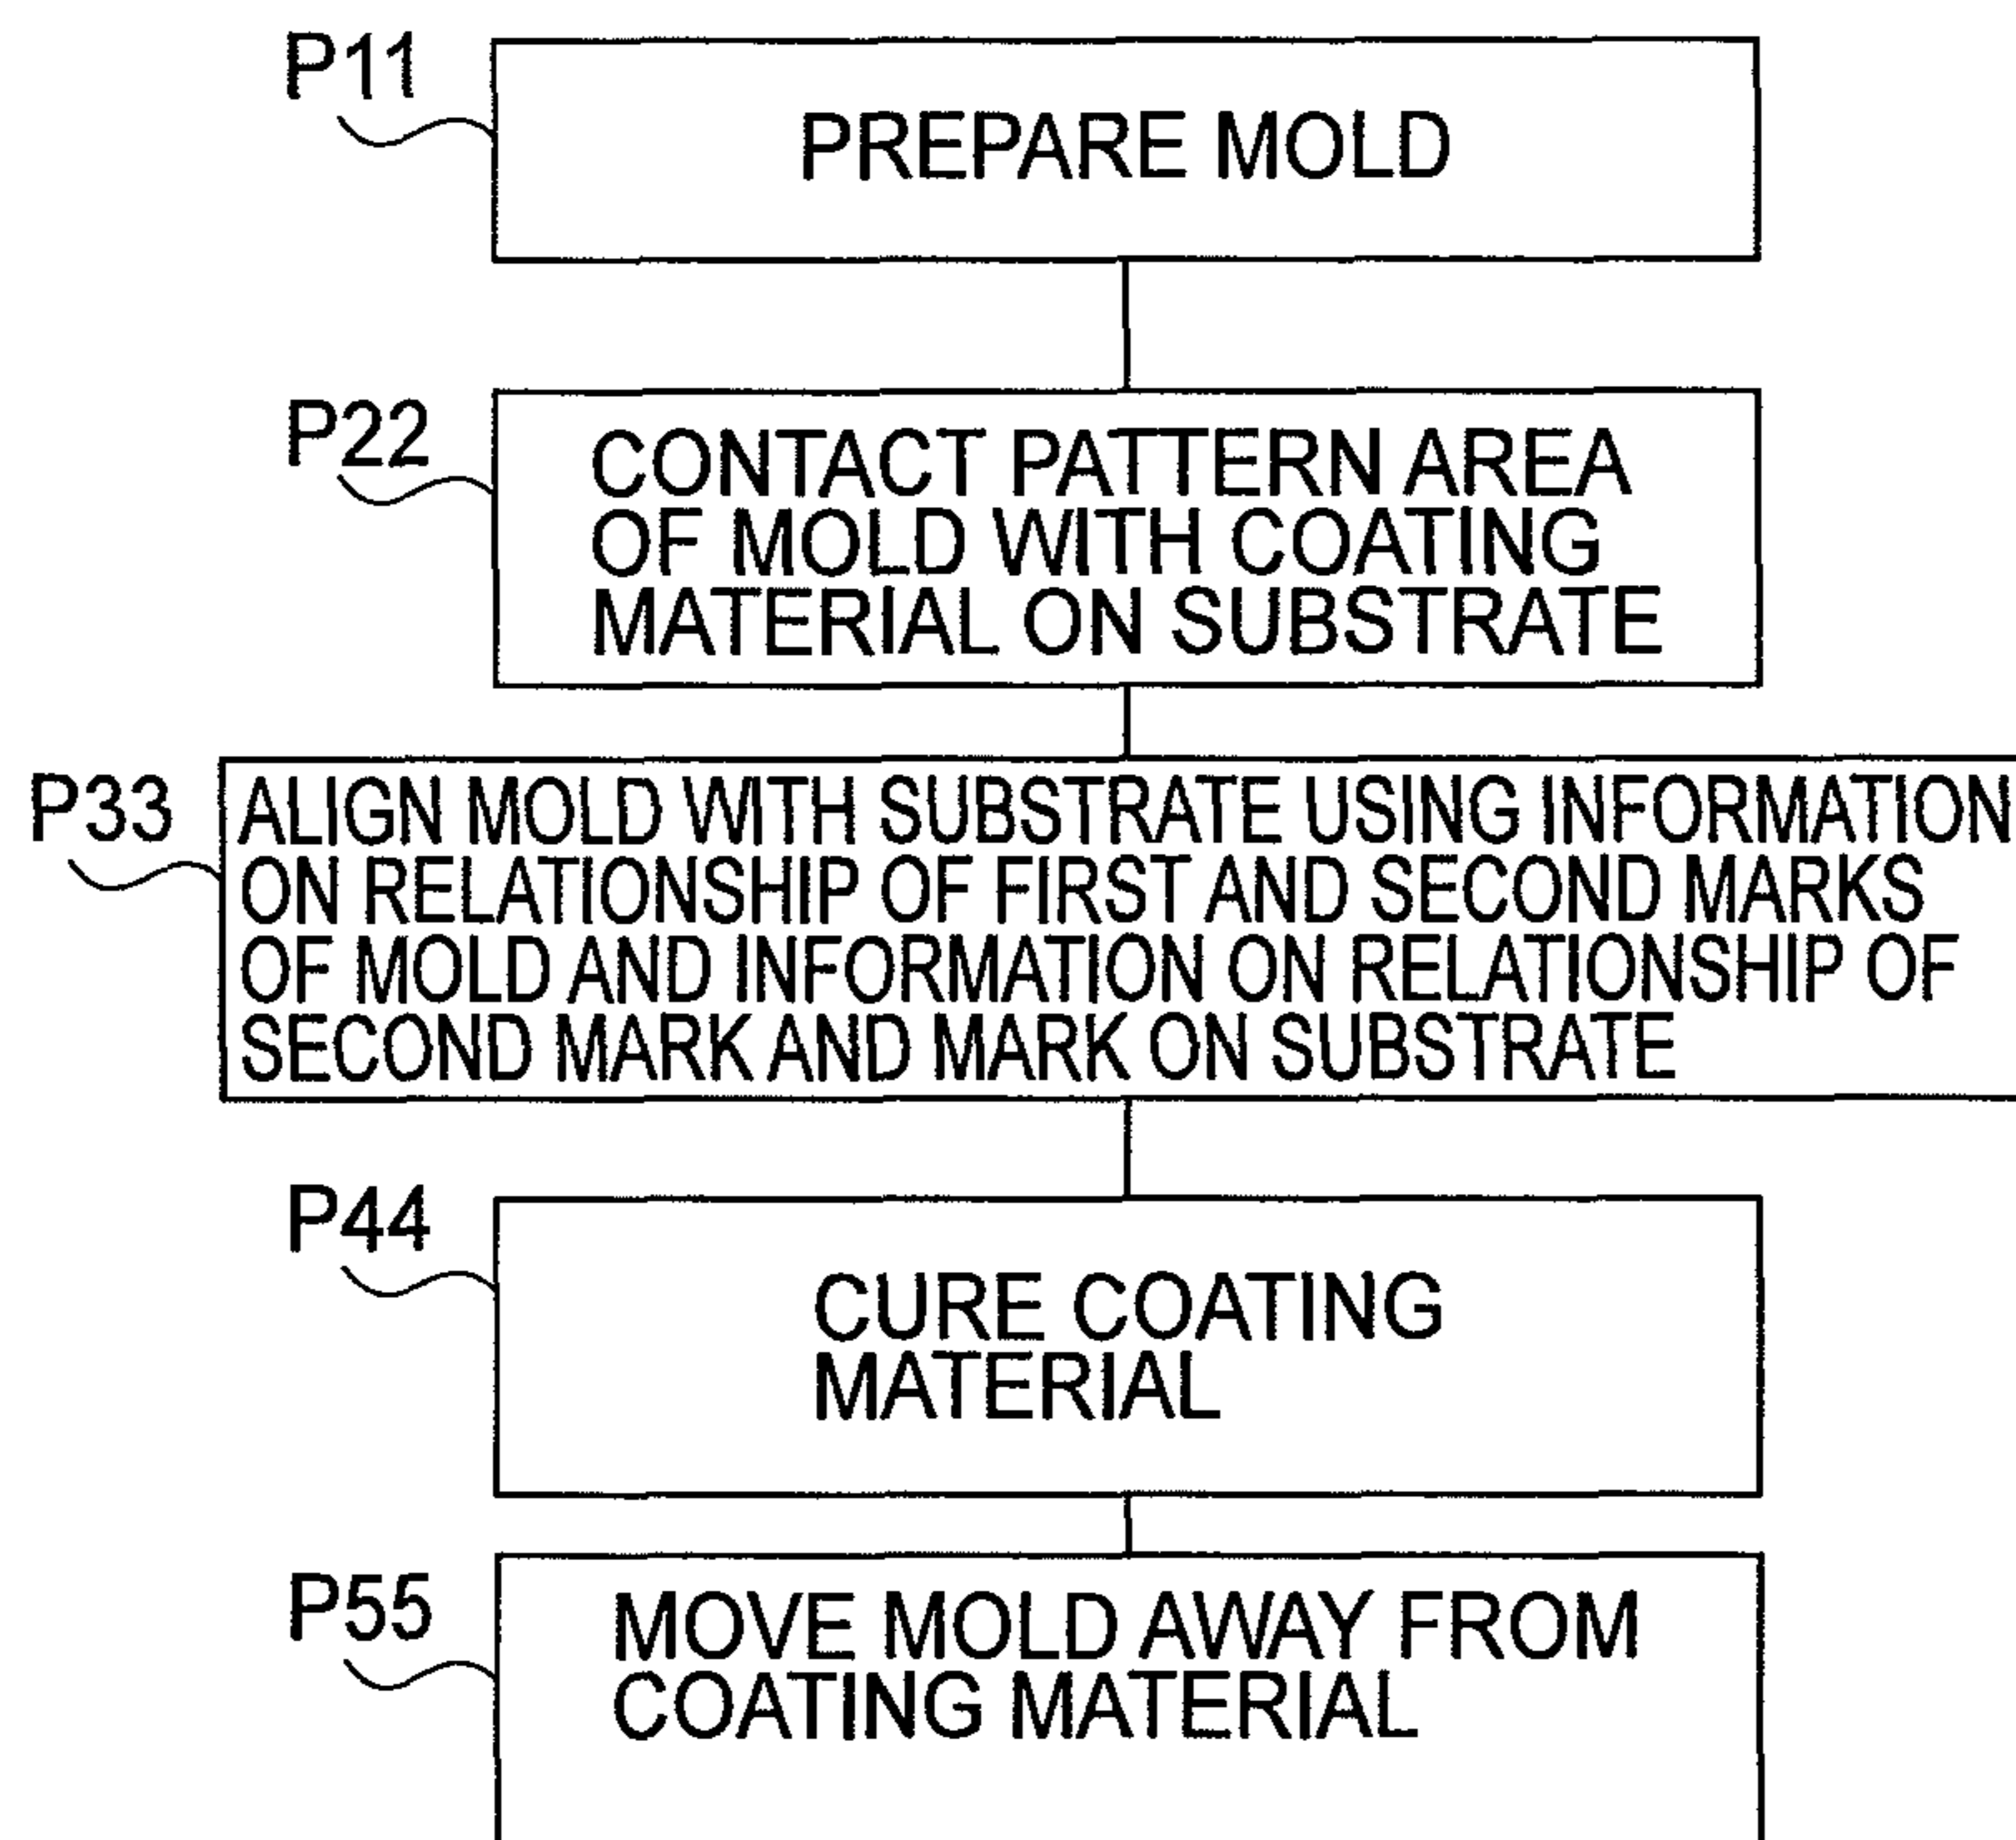 P11
PREPARE MOLD
P22
CONTACT PATTERN AREA
OF MOLD WITH COATING
MATERIAL ON SUBSTRATE
P33
ALIGN MOLD WITH SUBSTRATE USING INFORMATION
ON RELATIONSHIP OF FIRST AND SECOND MARKS
OF MOLD AND INFORMATION ON RELATIONSHIP OF
SECOND MARK AND MARK ON SUBSTRATE
P44
CURE COATING
MATERIAL
P55
MOVE MOLD AWAY FROM
COATING MATERIAL